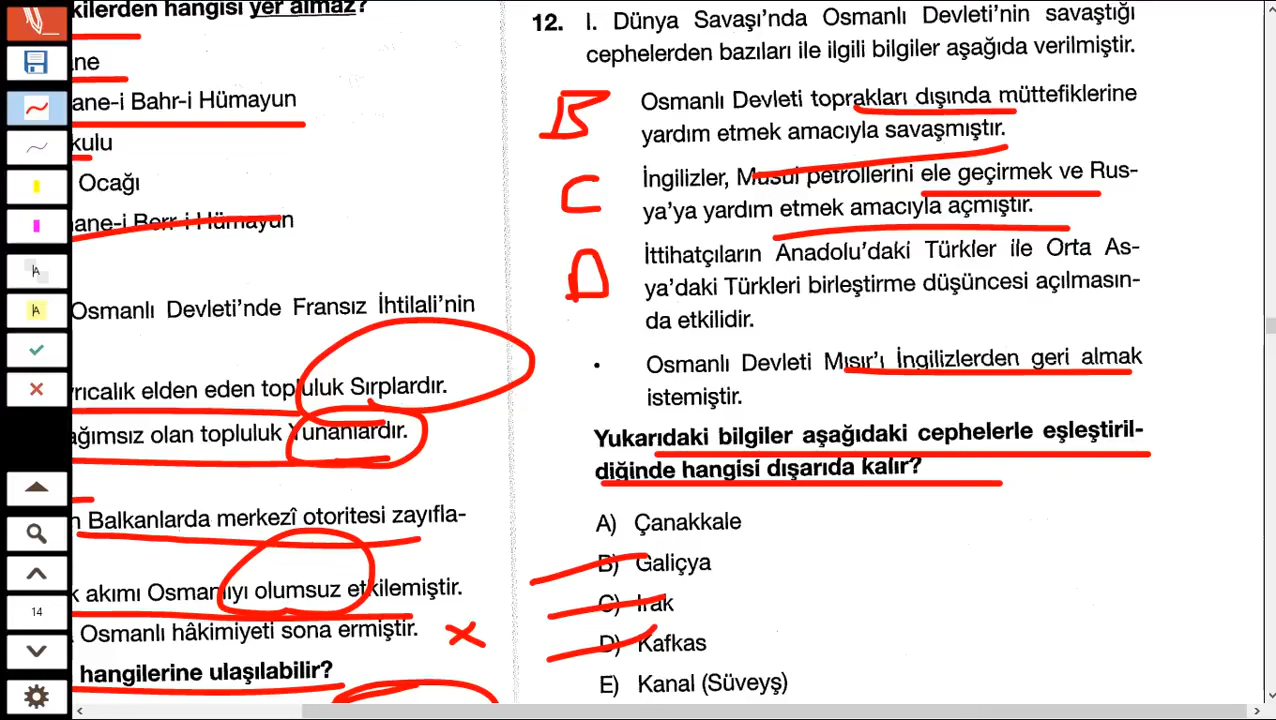 kilerden hangisi yer almaz?
ane
ane-i Bahr-i Hümayun
kulu
Ocağı
ane-i Berr-i Hümayun
Osmanlı Devleti'nde Fransız İhtilali'nin
yrıcalık elden eden topluluk Sırplardır.
ağımsız olan topluluk Yunanlardır.
n Balkanlarda merkezî otoritesi zayıfla-
k akımı Osmanlıyı olumsuz etkilemiştir.
Osmanlı hâkimiyeti sona ermiştir.
hangilerine ulaşılabilir?
14
12. I. Dünya Savaşı'nda Osmanlı Devleti'nin savaştığı
cephelerden bazıları ile ilgili bilgiler aşağıda verilmiştir.
B Osmanlı Devleti toprakları dışında müttefiklerine
yardım etmek amacıyla savaşmıştır.
C İngilizler, Musul petrollerini ele geçirmek ve Rus-
ya'ya yardım etmek amacıyla açmıştır.
D İttihatçıların Anadolu'daki Türkler ile Orta As-
ya'daki Türkleri birleştirme düşüncesi açılmasın-
da etkilidir.
• Osmanlı Devleti Mısır'ı İngilizlerden geri almak
istemiştir.
Yukarıdaki bilgiler aşağıdaki cephelerle eşleştiril-
diğinde hangisi dışarıda kalır?
A) Çanakkale
B) Galiçya
C) Irak
D) Kafkas
E) Kanal (Süveyş)